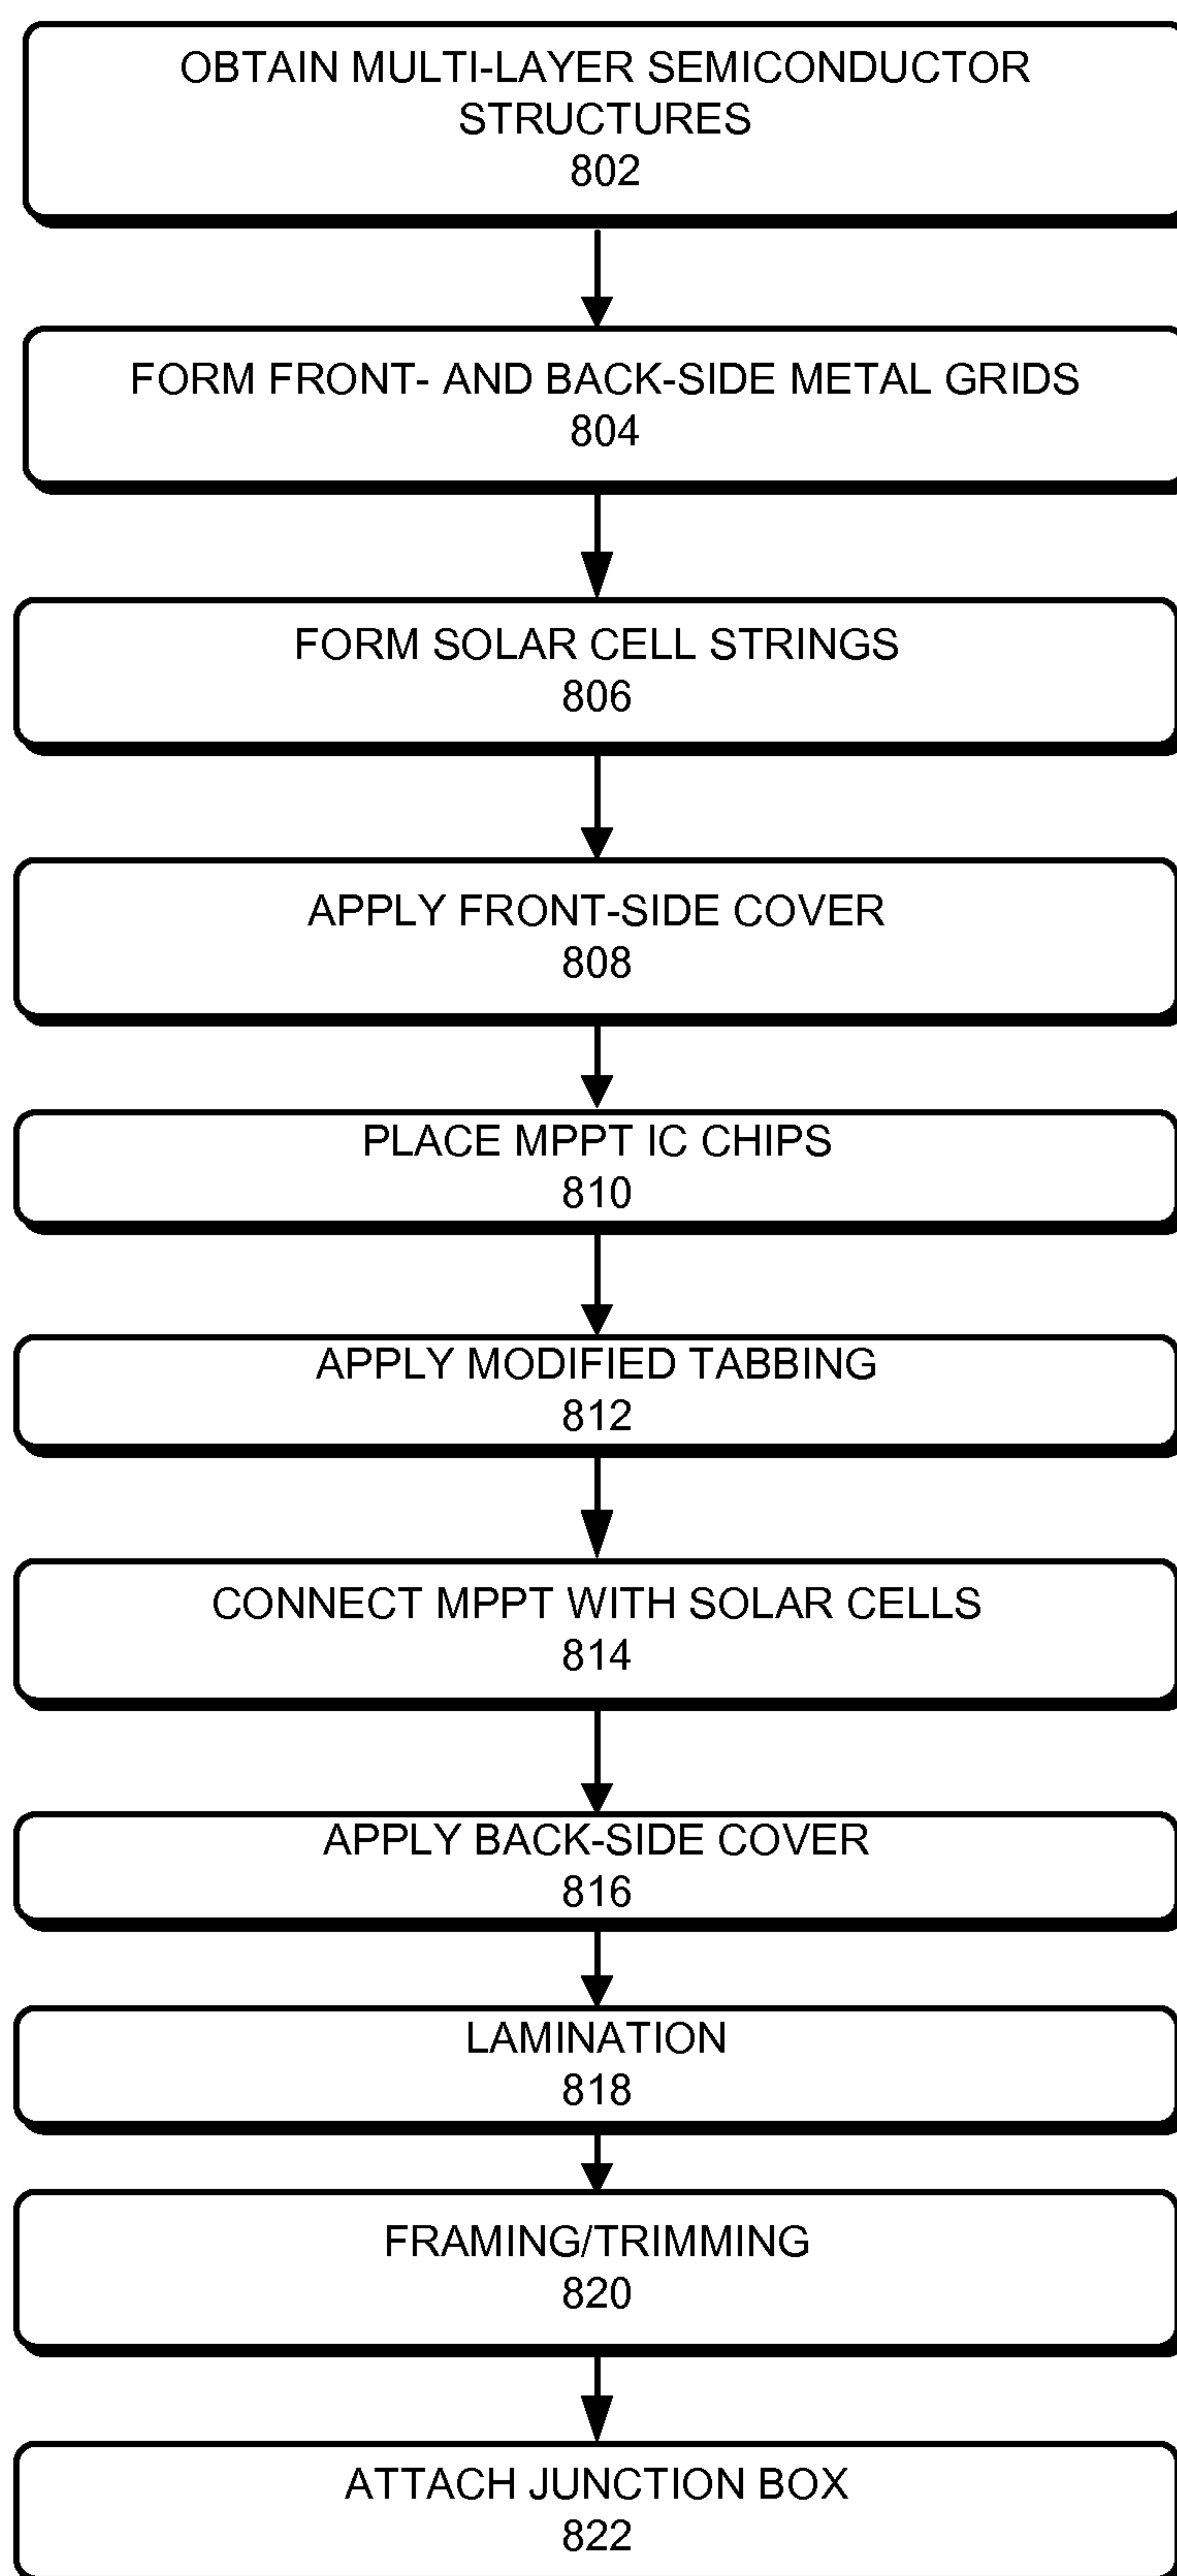 OBTAIN MULTI-LAYER SEMICONDUCTOR
STRUCTURES
802
FORM FRONT- AND BACK-SIDE METAL GRIDS
804
FORM SOLAR CELL STRINGS
806
APPLY FRONT-SIDE COVER
808
PLACE MPPT IC CHIPS
810
APPLY MODIFIED TABBING
812
CONNECT MPPT WITH SOLAR CELLS
814
APPLY BACK-SIDE COVER
816
LAMINATION
818
FRAMING/TRIMMING
820
ATTACH JUNCTION BOX
822